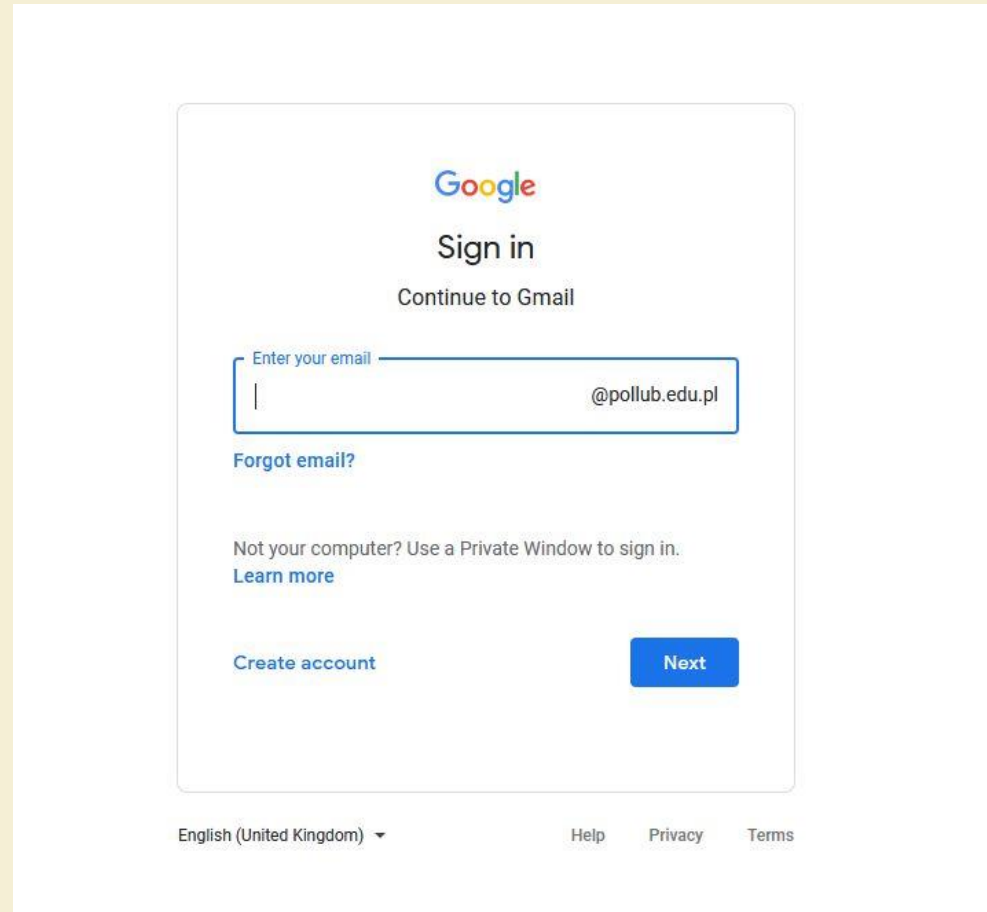 Google
Sign in
Continue to Gmail
Enter your email
@pollub.edu.pl
Forgot email?
Not your computer? Use a Private Window to sign in.
Learn more
Create account
Next
English (United Kingdom)
Help Privacy Terms